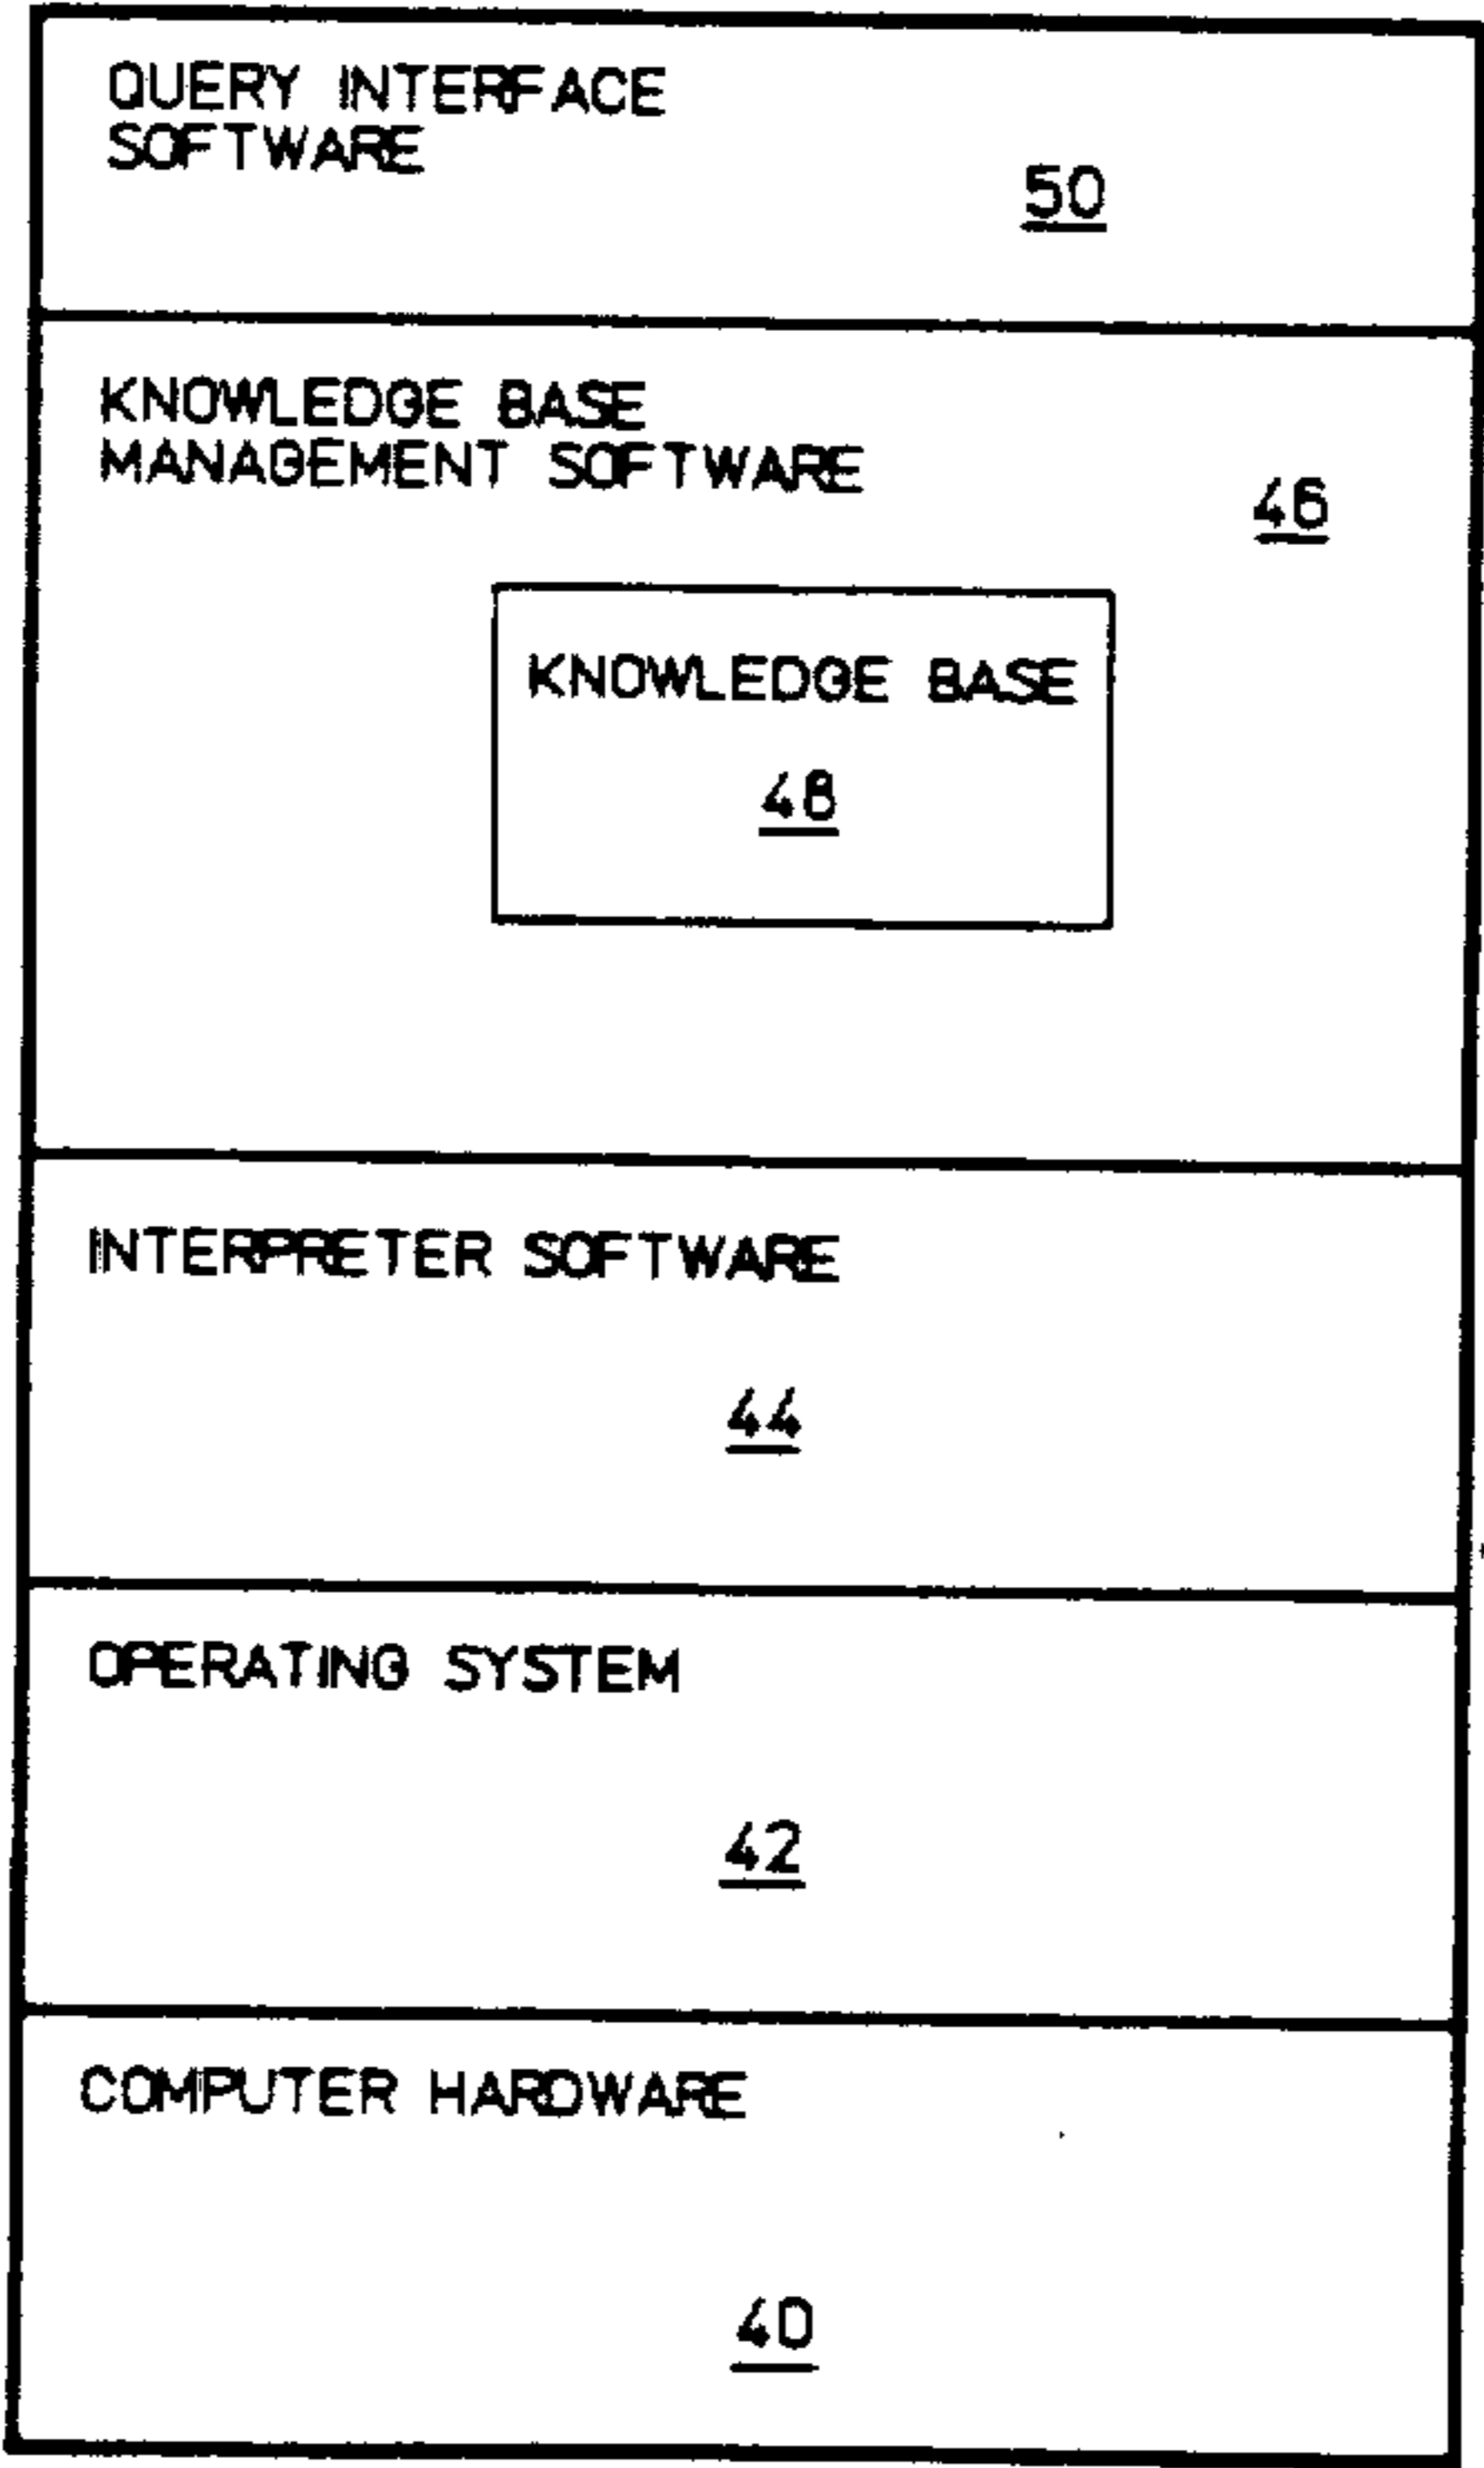 QUERY INTERFACE
SOFTWARE
50
KNOWLEDGE BASE
MANAGEMENT SOFTWARE
46
KNOWLEDGE BASE
48
INTERPRETER SOFTWARE
44
OPERATING SYSTEM
42
COMPUTER HARDWARE
40